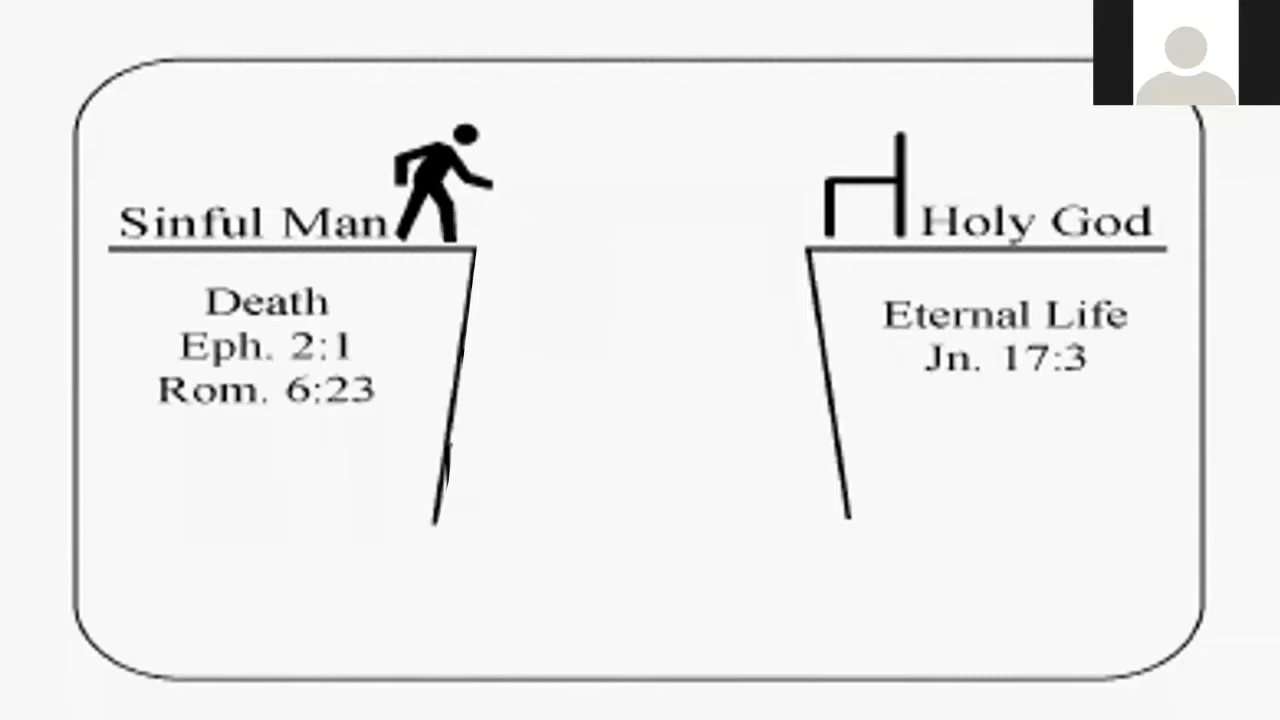 Sinful Man
Death
Eph. 2:1
Rom. 6:23
Holy God
Eternal Life
Jn. 17:3